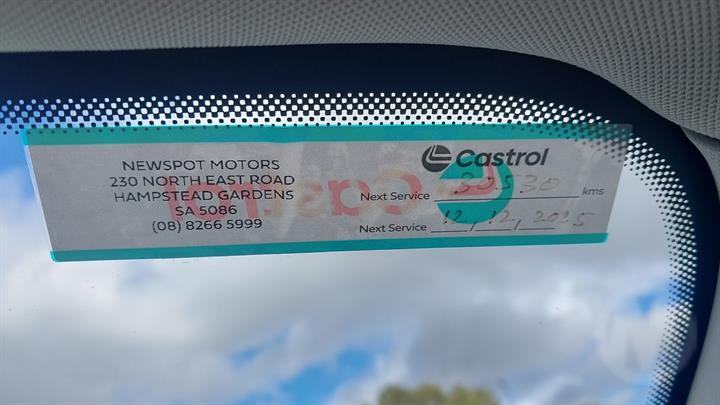 NEWSPOT MOTORS
230 NORTH EAST ROAD
HAMPSTEAD GARDENS
SA 5086
(08) 8266 5999
Castrol
Next Service 30530 kms
Next Service 12, 12, 2025